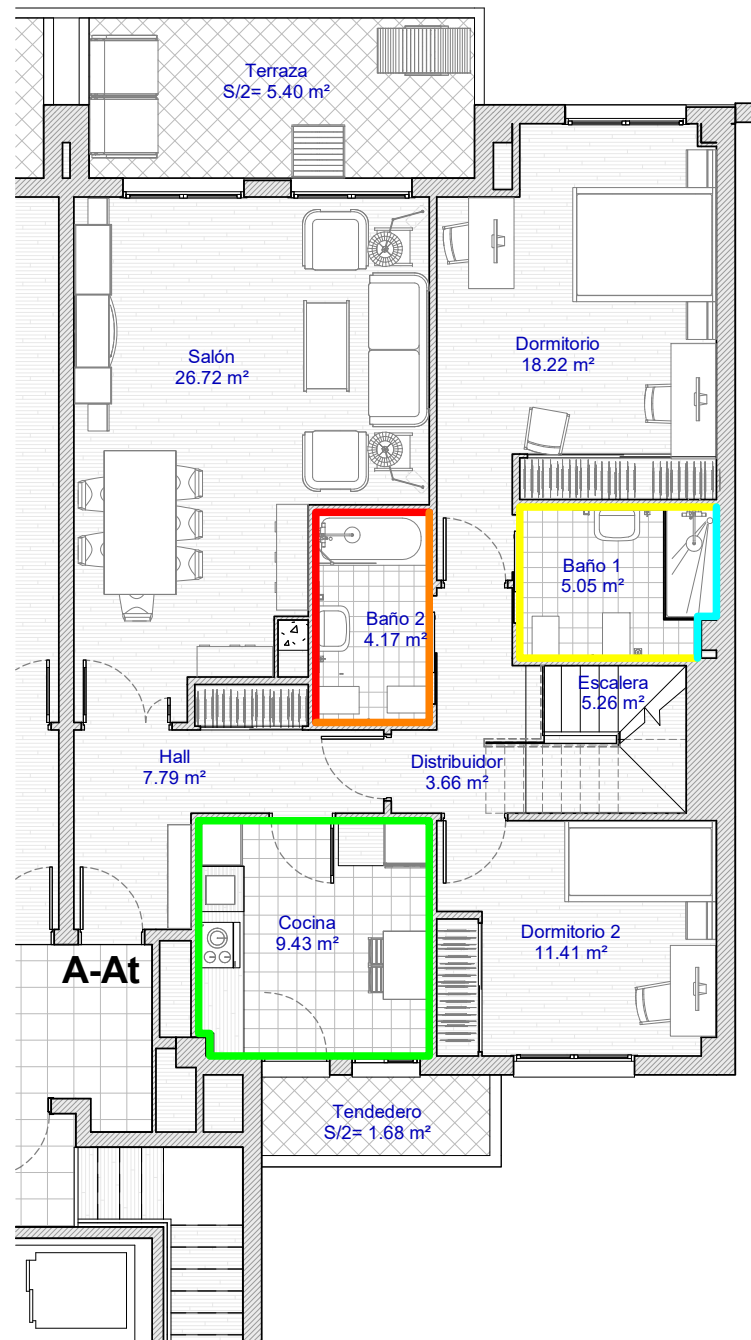 Terraza
S/2= 5.40 m²
Dormitorio
18.22 m²
Salón
26.72 m²
Baño 1
5.05 m²
Baño 2
4.17 m²
Escalera
5.26 m²
Hall
7.79 m²
Distribuidor
3.66 m²
Cocina
9.43 m²
Dormitorio 2
11.41 m²
A-At
Tendedero
S/2= 1.68 m²